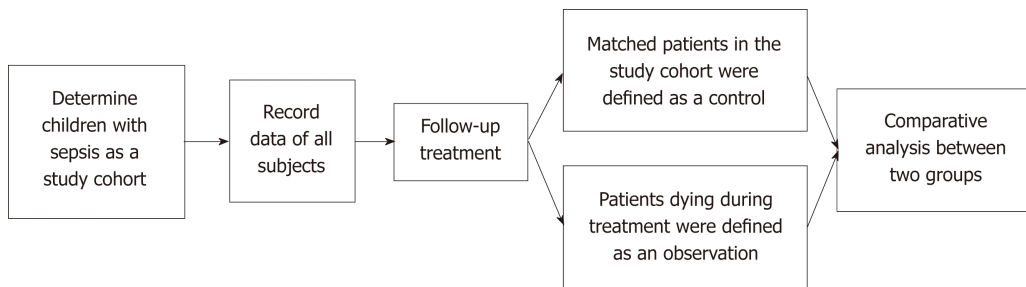 Determine
children with
sepsis as a
study cohort
Record
data of all
subjects
Follow-up
treatment
Matched patients in the
study cohort were
defined as a control
Patients dying during
treatment were defined
as an observation
Comparative
analysis between
two groups